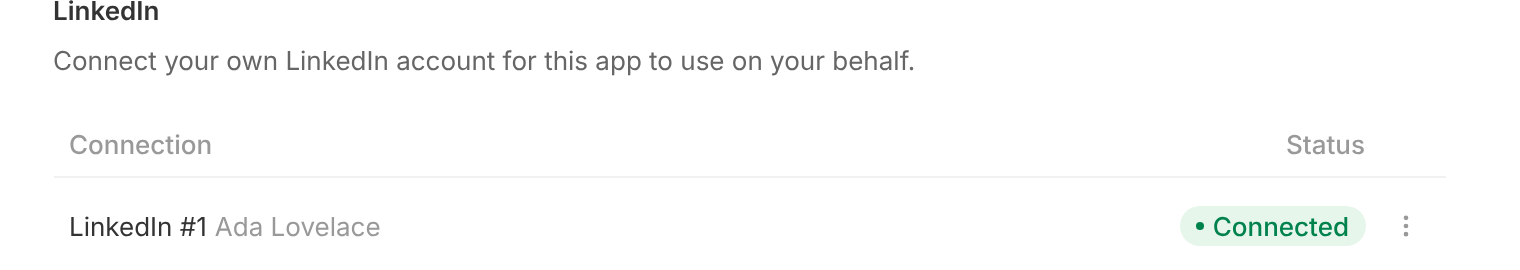 LinkedIn
Connect your own LinkedIn account for this app to use on your behalf.
Connection Status
LinkedIn #1 Ada Lovelace • Connected